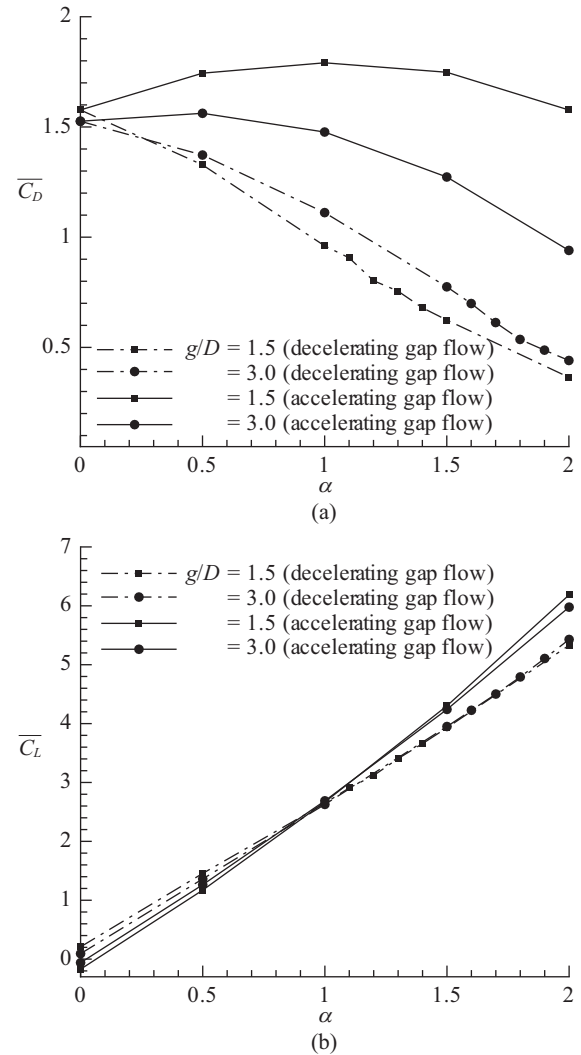 2
1.5
C_D
1
0.5
g/D = 1.5 (decelerating gap flow)
= 3.0 (decelerating gap flow)
= 1.5 (accelerating gap flow)
= 3.0 (accelerating gap flow)
0 0.5 1 1.5 2
α
(a)
7
g/D = 1.5 (decelerating gap flow)
6
= 3.0 (decelerating gap flow)
= 1.5 (accelerating gap flow)
5
= 3.0 (accelerating gap flow)
4
C_L
3
2
1
0
0 0.5 1 1.5 2
α
(b)